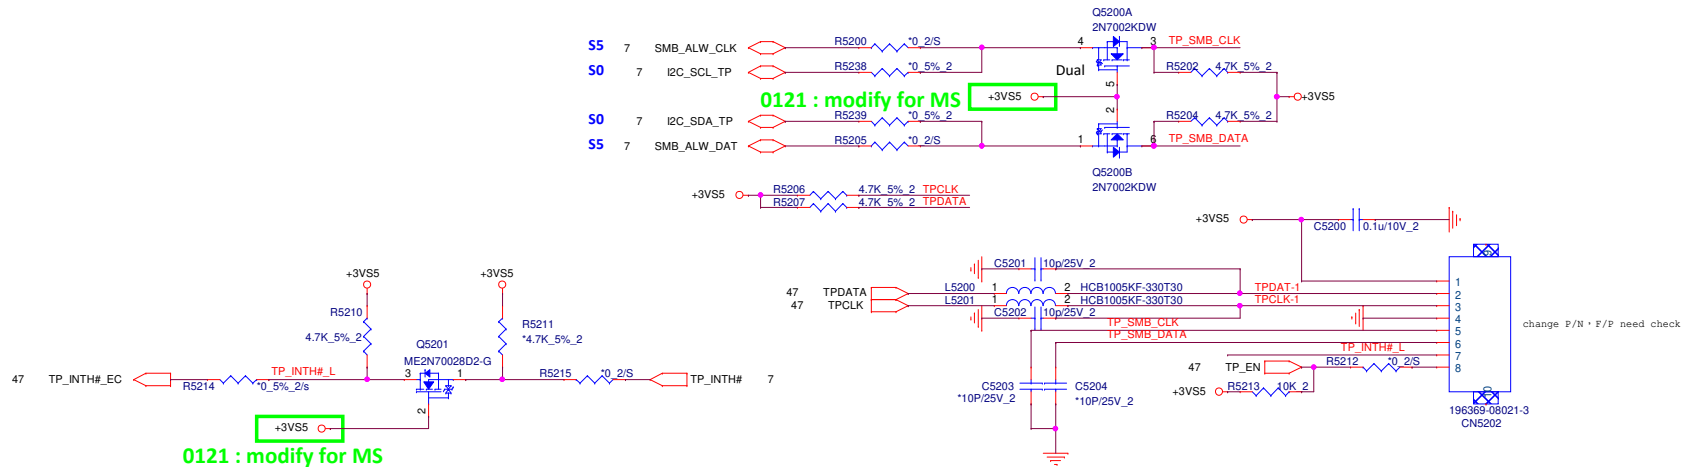 Q5200A
2N7002KDW
S5 7 SMB_ALW_CLK R5200 *0_2/S 4 3 TP_SMB_CLK
S0 7 I2C_SCL_TP R5238 *0_5%_2 Dual 5 R5202 4.7K_5%_2
0121 : modify for MS +3VS5 +3VS5
S0 7 I2C_SDA_TP R5239 *0_5%_2 2 R5204 4.7K_5%_2
S5 7 SMB_ALW_DAT R5205 *0_2/S 1 6 TP_SMB_DATA
Q5200B
2N7002KDW
+3VS5 R5206 4.7K_5%_2 TPCLK
R5207 4.7K_5%_2 TPDATA
+3VS5 C5200 0.1u/10V_2
C5201 10p/25V_2
47 TPDATA L5200 1 2 HCB1005KF-330T30 TPDAT-1
47 TPCLK L5201 1 2 HCB1005KF-330T30 TPCLK-1
C5202 10p/25V_2
TP_SMB_CLK
TP_SMB_DATA
TP_INTH#_L
47 TP_EN R5212 *0_2/S
+3VS5 R5213 10K_2
C5203 *10P/25V_2
C5204 *10P/25V_2
1
2
3
4
5
6
7
8
9
10
change P/N，F/P need check
196369-08021-3
CN5202
+3VS5 +3VS5
R5210 4.7K_5%_2
R5211 *4.7K_5%_2
Q5201
ME2N70028D2-G
47 TP_INTH#_EC R5214 *0_5%_2/s TP_INTH#_L 3 1 R5215 *0_2/S TP_INTH# 7
2
+3VS5
0121 : modify for MS